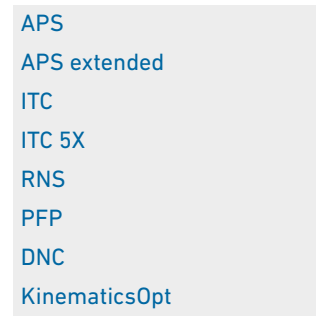 APS
APS extended
ITC
ITC 5X
RNS
PFP
DNC
KinematicsOpt